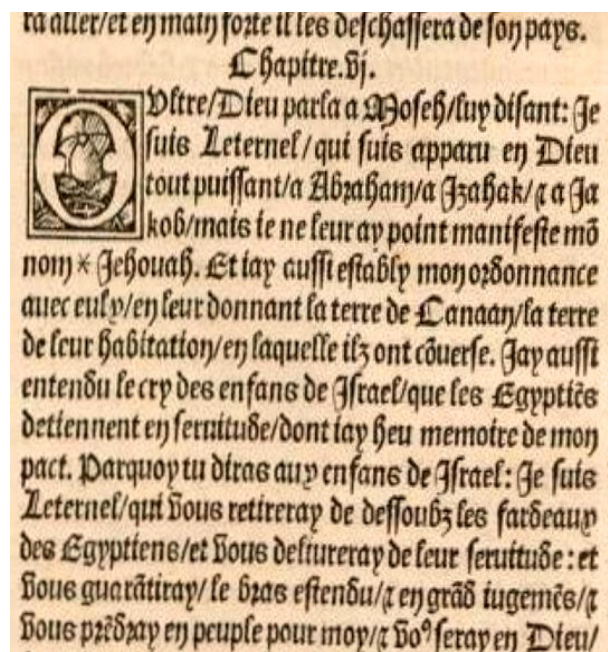 ra aller/et en main forte il les deschassera de son pays.
Chapitre.vj.
OVltre/Dieu parla a Moseh/luy disant: Je
suis Leternel/qui suis apparu en Dieu
tout puissant/a Abraham/a Jzahak/⁊ a Ja
kob/mais ie ne leur ay point manifeste mõ
nom * Jehouah. Et iay aussi estably mon ordonnance
auec eulx/en leur donnant la terre de Canaan/la terre
de leur habitation/en laquelle ilz ont cõuerse. Jay aussi
entendu le cry des enfans de Jsrael/que les Egyptiẽs
detiennent en seruitude/dont iay heu memoire de mon
pact. Parquoy tu diras aux enfans de Jsrael: Je suis
Leternel/qui vous retireray de dessoubz les fardeaux
des Egyptiens/et vous deliureray de leur seruitude: et
vous guarãtiray/le bras estendu/⁊ en grãd iugemẽs/⁊
vous prẽdray en peuple pour moy/⁊ voꝰ seray en Dieu/